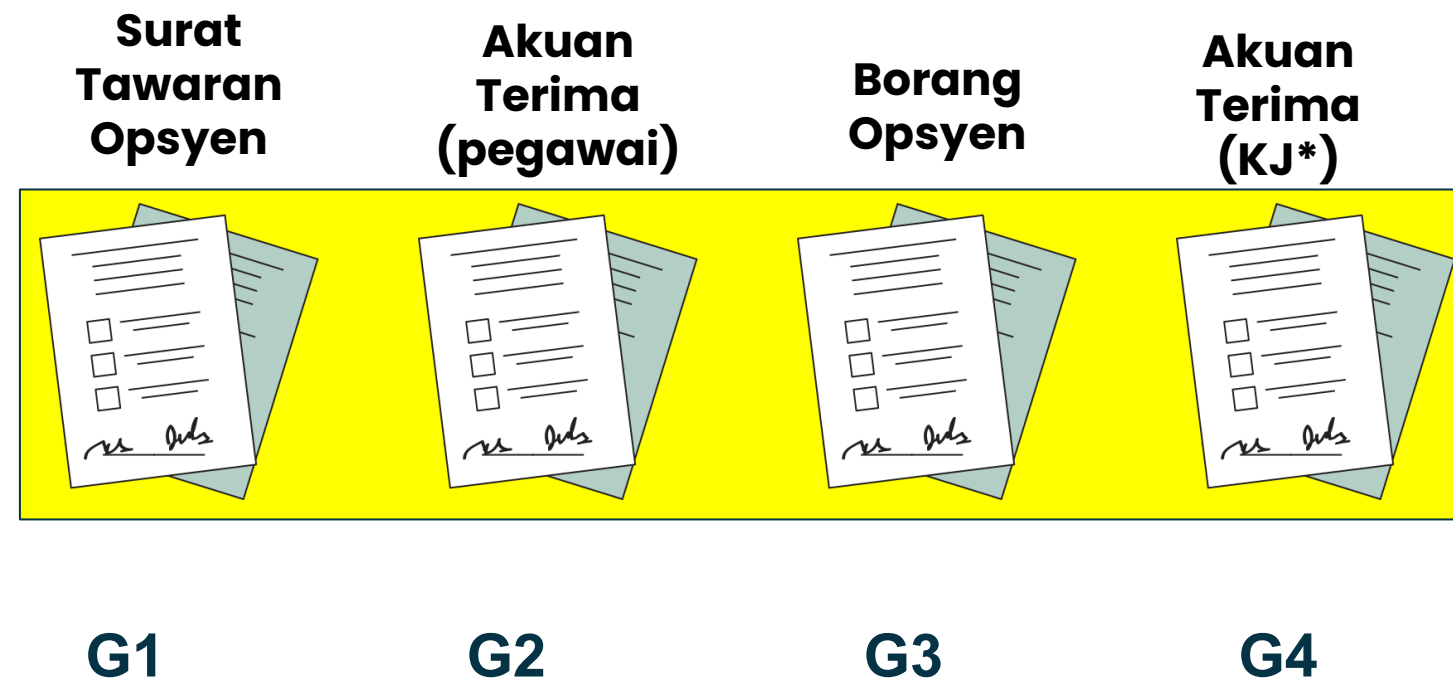 Surat
Tawaran
Opsyen
Akuan
Terima
(pegawai)
Borang
Opsyen
Akuan
Terima
(KJ*)
G1
G2
G3
G4